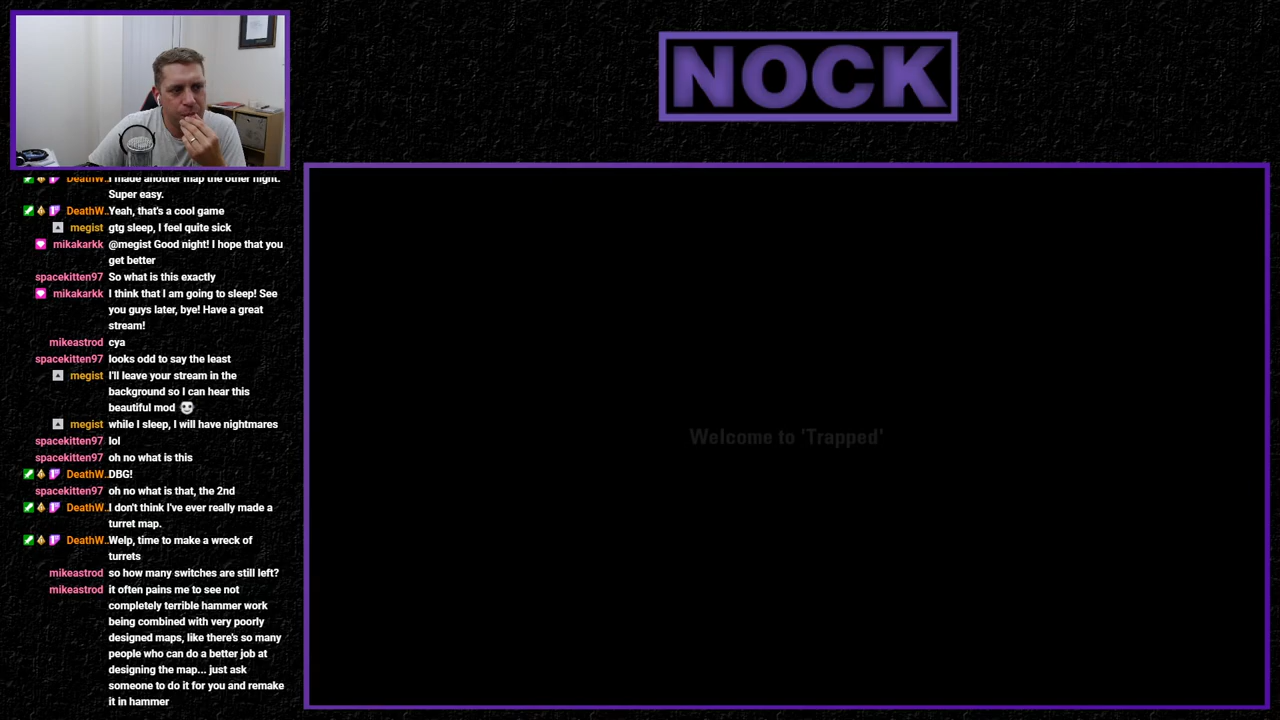 NOCK
DeathW.. I made another map the other night.
Super easy.
DeathW.. Yeah, that's a cool game
megist gtg sleep, I feel quite sick
mikakarkk @megist Good night! I hope that you
get better
spacekitten97 So what is this exactly
mikakarkk I think that I am going to sleep! See
you guys later, bye! Have a great
stream!
mikeastrod cya
spacekitten97 looks odd to say the least
megist I'll leave your stream in the
background so I can hear this
beautiful mod
megist while I sleep, I will have nightmares
spacekitten97 lol
spacekitten97 oh no what is this
DeathW.. DBG!
spacekitten97 oh no what is that, the 2nd
DeathW.. I don't think I've ever really made a
turret map.
DeathW.. Welp, time to make a wreck of
turrets
mikeastrod so how many switches are still left?
mikeastrod it often pains me to see not
completely terrible hammer work
being combined with very poorly
designed maps, like there's so many
people who can do a better job at
designing the map... just ask
someone to do it for you and remake
it in hammer
Welcome to 'Trapped'